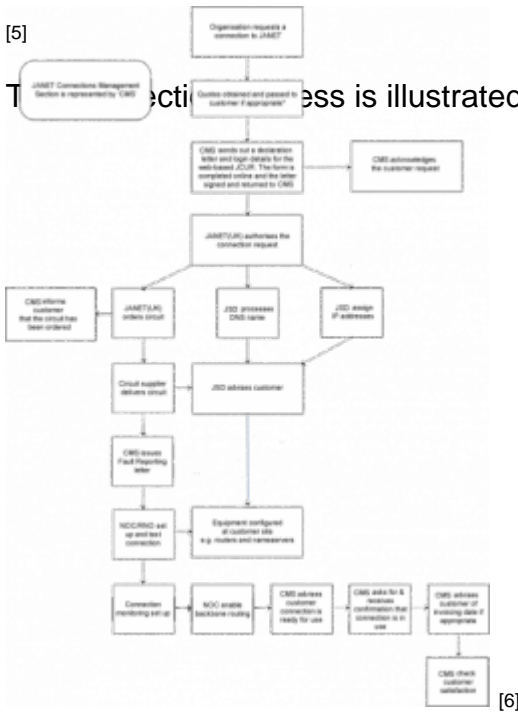 [5]
Organisation requests a
connection to JANET
JANET Connections Management
Section is represented by 'CMS'
ess is illustrated
Quotes obtained and passed to
customer if appropriate*
CMS sends out a declaration
letter and login details for the
web-based JCUR. The form is
completed online and the letter
signed and returned to CMS
CMS acknowledges
the customer request
JANET(UK) authorises the
connection request
CMS informs
customer
that the circuit has
been ordered
JANET(UK)
orders circuit
JSD processes
DNS name
JSD assign
IP addresses
Circuit supplier
delivers circuit
JSD advises customer
CMS issues
Fault Reporting
letter
NOC/RNO set
up and test
connection
Equipment configured
at customer site
e.g. routers and nameservers
Connection
monitoring set up
NOC enable
backbone routing
CMS advises
customer
connection is
ready for use
CMS asks for &
receives
confirmation that
connection is in
use
CMS advises
customer of
invoicing date if
appropriate
CMS check
customer
satisfaction
[6]